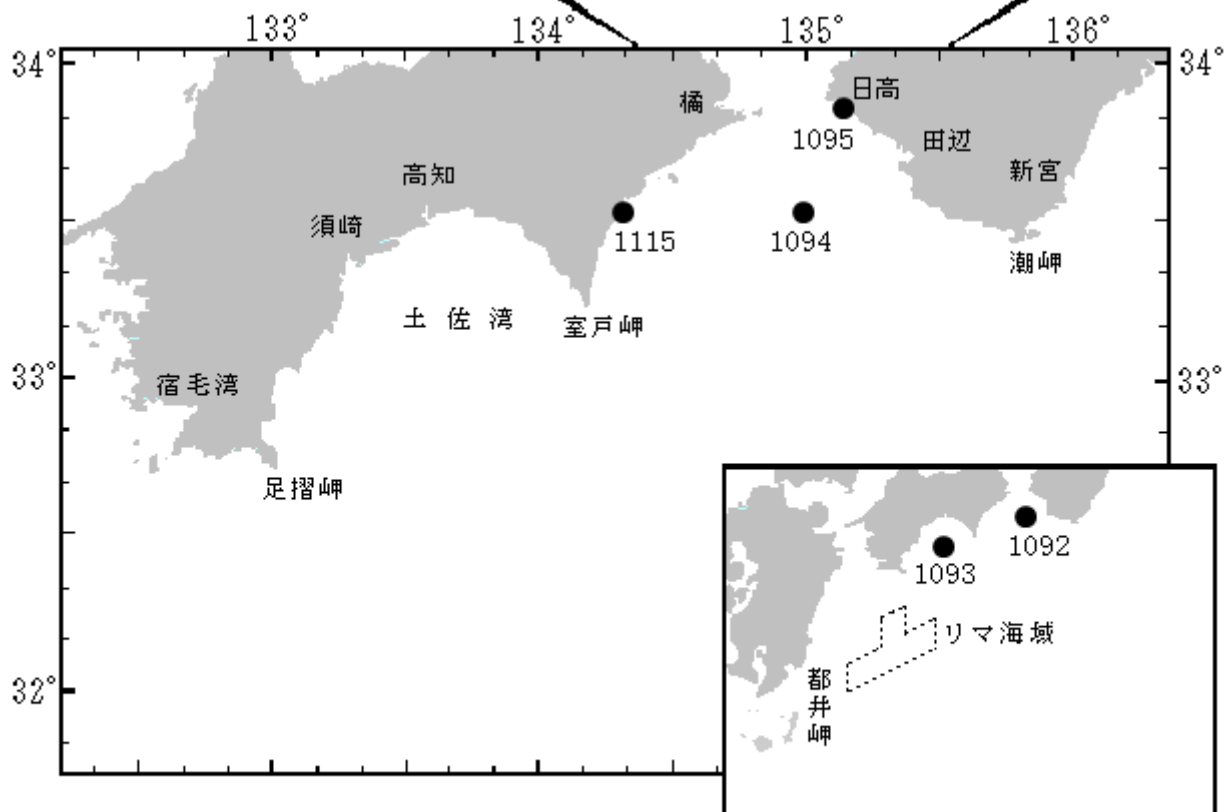 133°
134°
135°
136°
34°
34°
橘
日高
1095
田辺
高知
新宮
須崎
1115
1094
潮岬
土佐湾
室戸岬
33°
33°
宿毛湾
足摺岬
1092
1093
リマ海域
32°
都井岬